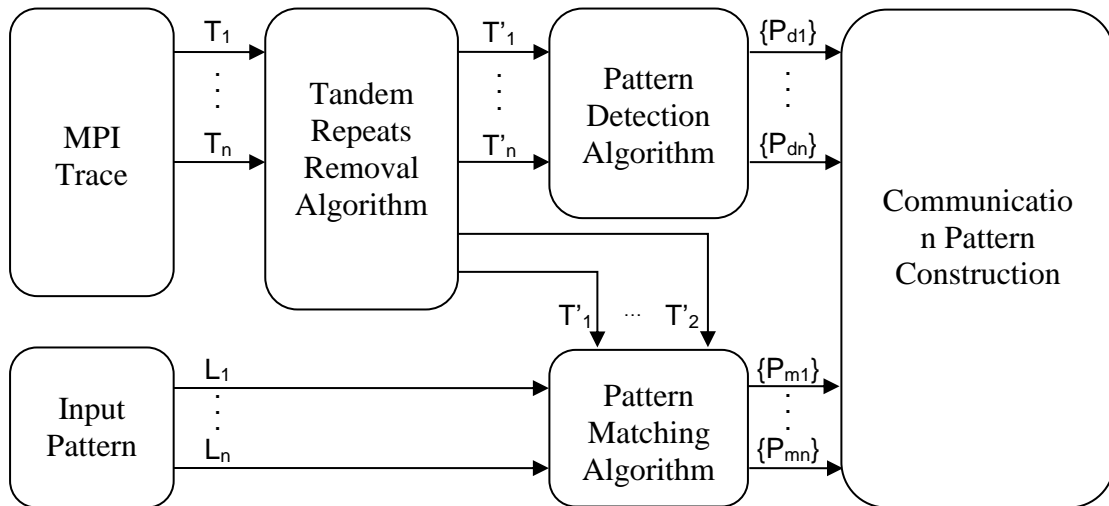 MPI
Trace
T1
⋮
Tn
Tandem
Repeats
Removal
Algorithm
T'1
⋮
T'n
Pattern
Detection
Algorithm
{Pd1}
⋮
{Pdn}
Communicatio
n Pattern
Construction
T'1 ... T'2
Input
Pattern
L1
⋮
Ln
Pattern
Matching
Algorithm
{Pm1}
⋮
{Pmn}